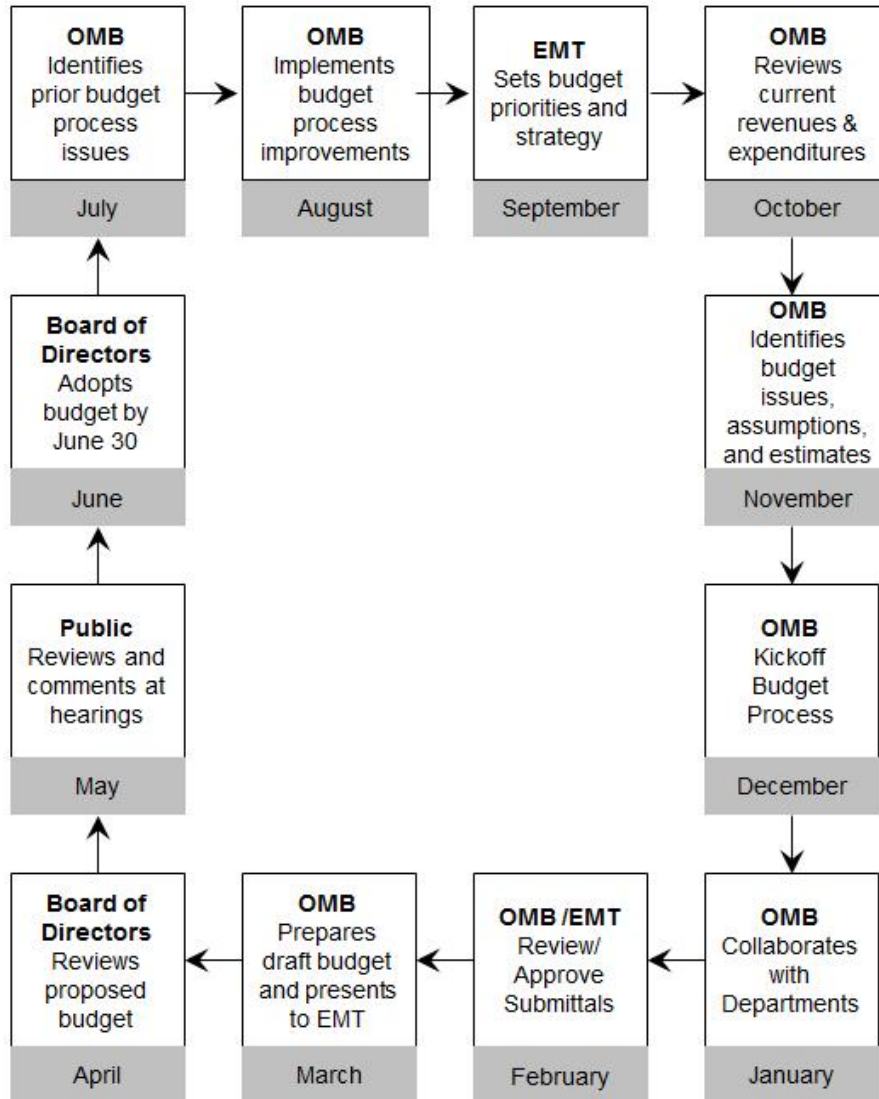 OMB
Identifies
prior budget
process
issues
July
OMB
Implements
budget
process
improvements
August
EMT
Sets budget
priorities and
strategy
September
OMB
Reviews
current
revenues &
expenditures
October
OMB
Identifies
budget
issues,
assumptions,
and estimates
November
OMB
Kickoff
Budget
Process
December
OMB
Collaborates
with
Departments
January
OMB /EMT
Review/
Approve
Submittals
February
OMB
Prepares
draft budget
and presents
to EMT
March
Board of
Directors
Reviews
proposed
budget
April
Public
Reviews and
comments at
hearings
May
Board of
Directors
Adopts
budget by
June 30
June